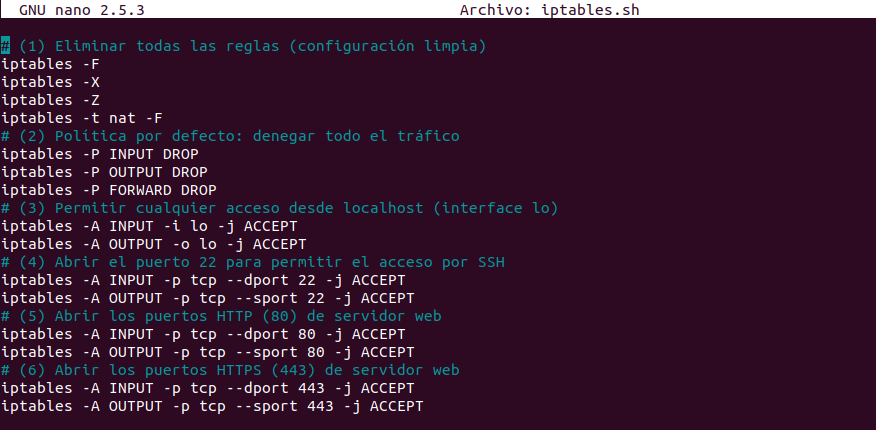 GNU nano 2.5.3 Archivo: iptables.sh
# (1) Eliminar todas las reglas (configuración limpia)
iptables -F
iptables -X
iptables -Z
iptables -t nat -F
# (2) Política por defecto: denegar todo el tráfico
iptables -P INPUT DROP
iptables -P OUTPUT DROP
iptables -P FORWARD DROP
# (3) Permitir cualquier acceso desde localhost (interface lo)
iptables -A INPUT -i lo -j ACCEPT
iptables -A OUTPUT -o lo -j ACCEPT
# (4) Abrir el puerto 22 para permitir el acceso por SSH
iptables -A INPUT -p tcp --dport 22 -j ACCEPT
iptables -A OUTPUT -p tcp --sport 22 -j ACCEPT
# (5) Abrir los puertos HTTP (80) de servidor web
iptables -A INPUT -p tcp --dport 80 -j ACCEPT
iptables -A OUTPUT -p tcp --sport 80 -j ACCEPT
# (6) Abrir los puertos HTTPS (443) de servidor web
iptables -A INPUT -p tcp --dport 443 -j ACCEPT
iptables -A OUTPUT -p tcp --sport 443 -j ACCEPT